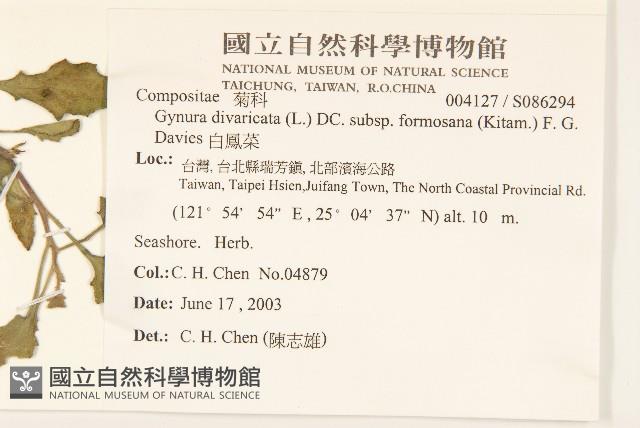 國立自然科學博物館
NATIONAL MUSEUM OF NATURAL SCIENCE
TAICHUNG, TAIWAN, R.O.CHINA
Compositae 菊科 004127 / S086294
Gynura divaricata (L.) DC. subsp. formosana (Kitam.) F. G.
Davies 白鳳菜
Loc.: 台灣, 台北縣瑞芳鎮, 北部濱海公路
Taiwan, Taipei Hsien,Juifang Town, The North Coastal Provincial Rd.
(121° 54' 54" E , 25° 04' 37" N) alt. 10 m.
Seashore. Herb.
Col.: C. H. Chen No.04879
Date: June 17 , 2003
Det.: C. H. Chen (陳志雄)
國立自然科學博物館
NATIONAL MUSEUM OF NATURAL SCIENCE